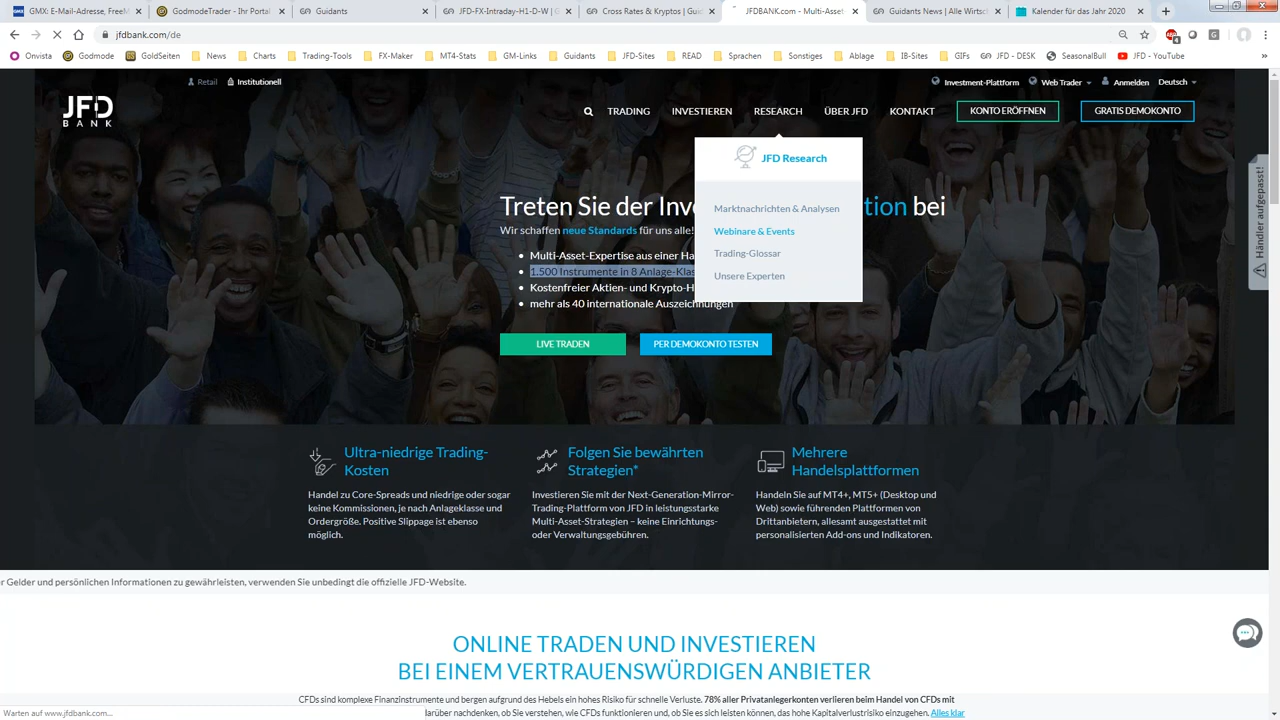 GMX: E-Mail-Adresse, FreeM
GodmodeTrader - Ihr Portal
Guidants
JFD-FX-Intraday-H1-D-W | G
Cross Rates & Kryptos | Guid
JFDBANK.com - Multi-Asset-
Guidants News | Alle Wirtsch
Kalender für das Jahr 2020
jfdbank.com/de
Onvista
Godmode
GoldSeiten
News
Charts
Trading-Tools
FX-Maker
MT4-Stats
GM-Links
Guidants
JFD-Sites
READ
Sprachen
Sonstiges
Ablage
IB-Sites
GIFs
JFD - DESK
SeasonalBull
JFD - YouTube
Retail
Institutionell
Investment-Plattform
Web Trader
Anmelden
Deutsch
JFD
BANK
TRADING
INVESTIEREN
RESEARCH
ÜBER JFD
KONTAKT
KONTO ERÖFFNEN
GRATIS DEMOKONTO
JFD Research
Marktnachrichten & Analysen
Webinare & Events
Trading-Glossar
Unsere Experten
Händler aufgepasst!
Treten Sie der Inv tion bei
Wir schaffen neue Standards für uns alle!
Multi-Asset-Expertise aus einer Ha
1.500 Instrumente in 8 Anlage-Klas
Kostenfreier Aktien- und Krypto-H
mehr als 40 internationale Auszeichnungen
LIVE TRADEN
PER DEMOKONTO TESTEN
Ultra-niedrige Trading-
Kosten
Handel zu Core-Spreads und niedrige oder sogar
keine Kommissionen, je nach Anlageklasse und
Ordergröße. Positive Slippage ist ebenso
möglich.
Folgen Sie bewährten
Strategien*
Investieren Sie mit der Next-Generation-Mirror-
Trading-Plattform von JFD in leistungsstarke
Multi-Asset-Strategien – keine Einrichtungs-
oder Verwaltungsgebühren.
Mehrere
Handelsplattformen
Handeln Sie auf MT4+, MT5+ (Desktop und
Web) sowie führenden Plattformen von
Drittanbietern, allesamt ausgestattet mit
personalisierten Add-ons und Indikatoren.
r Gelder und persönlichen Informationen zu gewährleisten, verwenden Sie unbedingt die offizielle JFD-Website.
ONLINE TRADEN UND INVESTIEREN
BEI EINEM VERTRAUENSWÜRDIGEN ANBIETER
CFDs sind komplexe Finanzinstrumente und bergen aufgrund des Hebels ein hohes Risiko für schnelle Verluste. 78% aller Privatanlegerkonten verlieren beim Handel von CFDs mit
darüber nachdenken, ob Sie verstehen, wie CFDs funktionieren und, ob Sie es sich leisten können, das hohe Kapitalverlustrisiko einzugehen. Alles klar
Warten auf www.jfdbank.com...